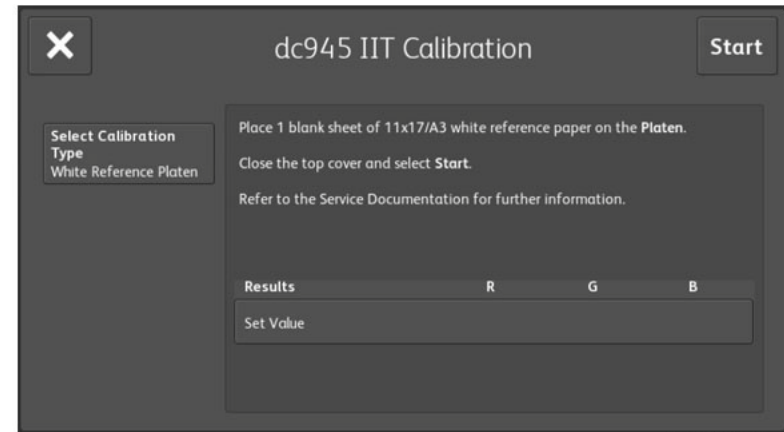 dc945 IIT Calibration
Start
Select Calibration
Type
White Reference Platen
Place 1 blank sheet of 11x17/A3 white reference paper on the Platen.
Close the top cover and select Start.
Refer to the Service Documentation for further information.
Results R G B
Set Value